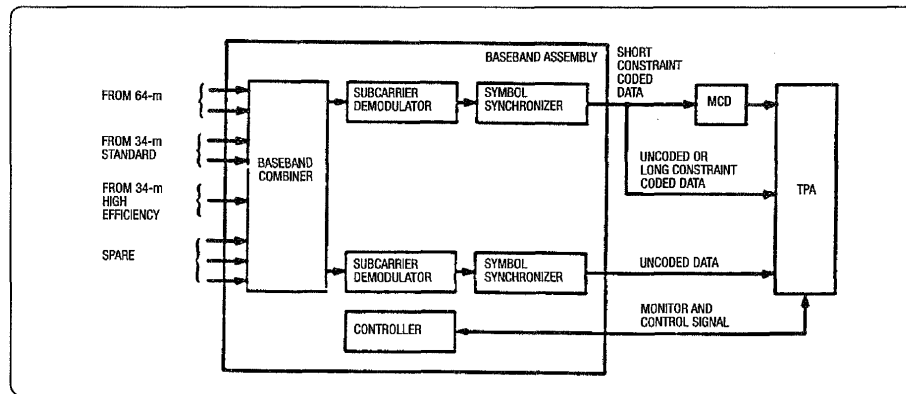 BASEBAND ASSEMBLY
SHORT
CONSTRAINT
CODED
DATA
FROM 64-m
FROM 34-m
STANDARD
FROM 34-m
HIGH
EFFICIENCY
SPARE
BASEBAND
COMBINER
SUBCARRIER
DEMODULATOR
SYMBOL
SYNCHRONIZER
MCD
UNCODED OR
LONG CONSTRAINT
CODED DATA
TPA
SUBCARRIER
DEMODULATOR
SYMBOL
SYNCHRONIZER
UNCODED DATA
CONTROLLER
MONITOR AND
CONTROL SIGNAL